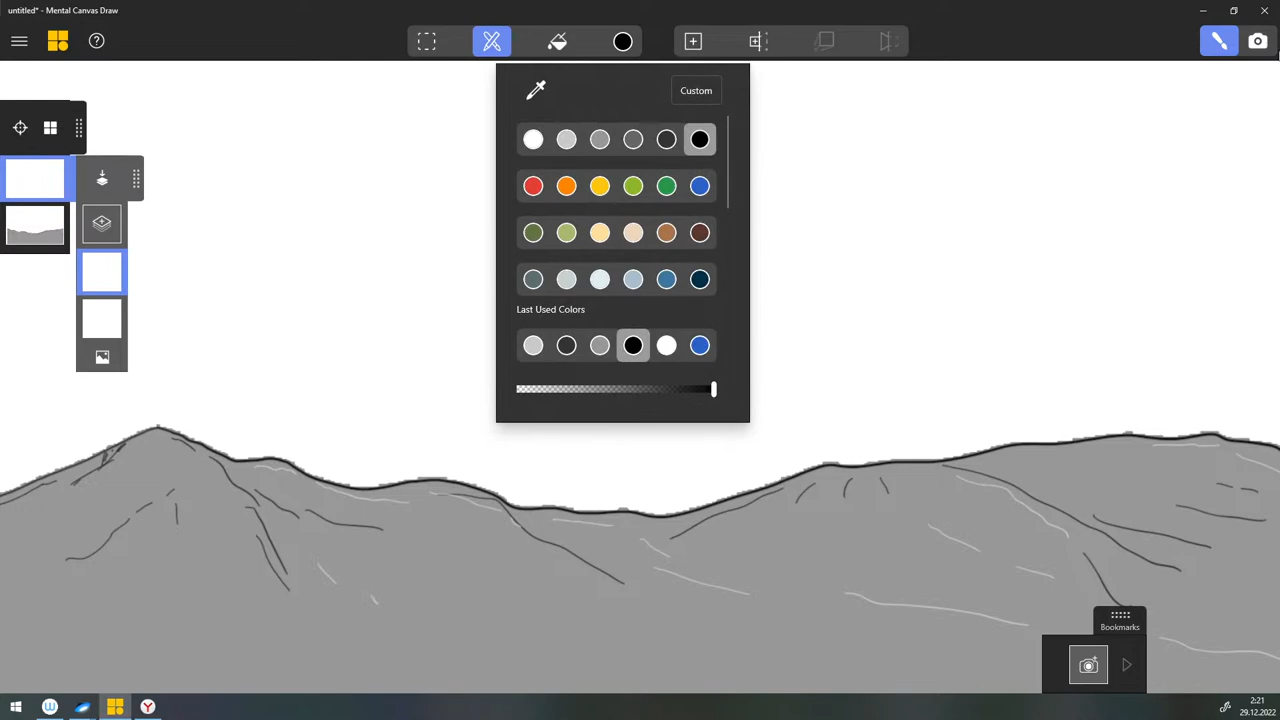 untitled* - Mental Canvas Draw
Custom
Last Used Colors
Bookmarks
2:21
29.12.2022